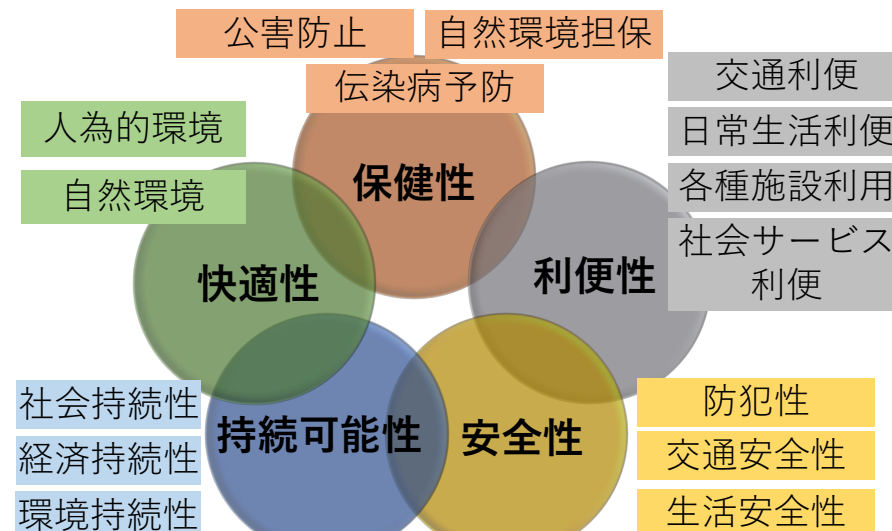 公害防止
自然環境担保
伝染病予防
交通利便
日常生活利便
各種施設利用
社会サービス
利便
人為的環境
自然環境
保健性
快適性
利便性
持続可能性
安全性
社会持続性
経済持続性
環境持続性
防犯性
交通安全性
生活安全性